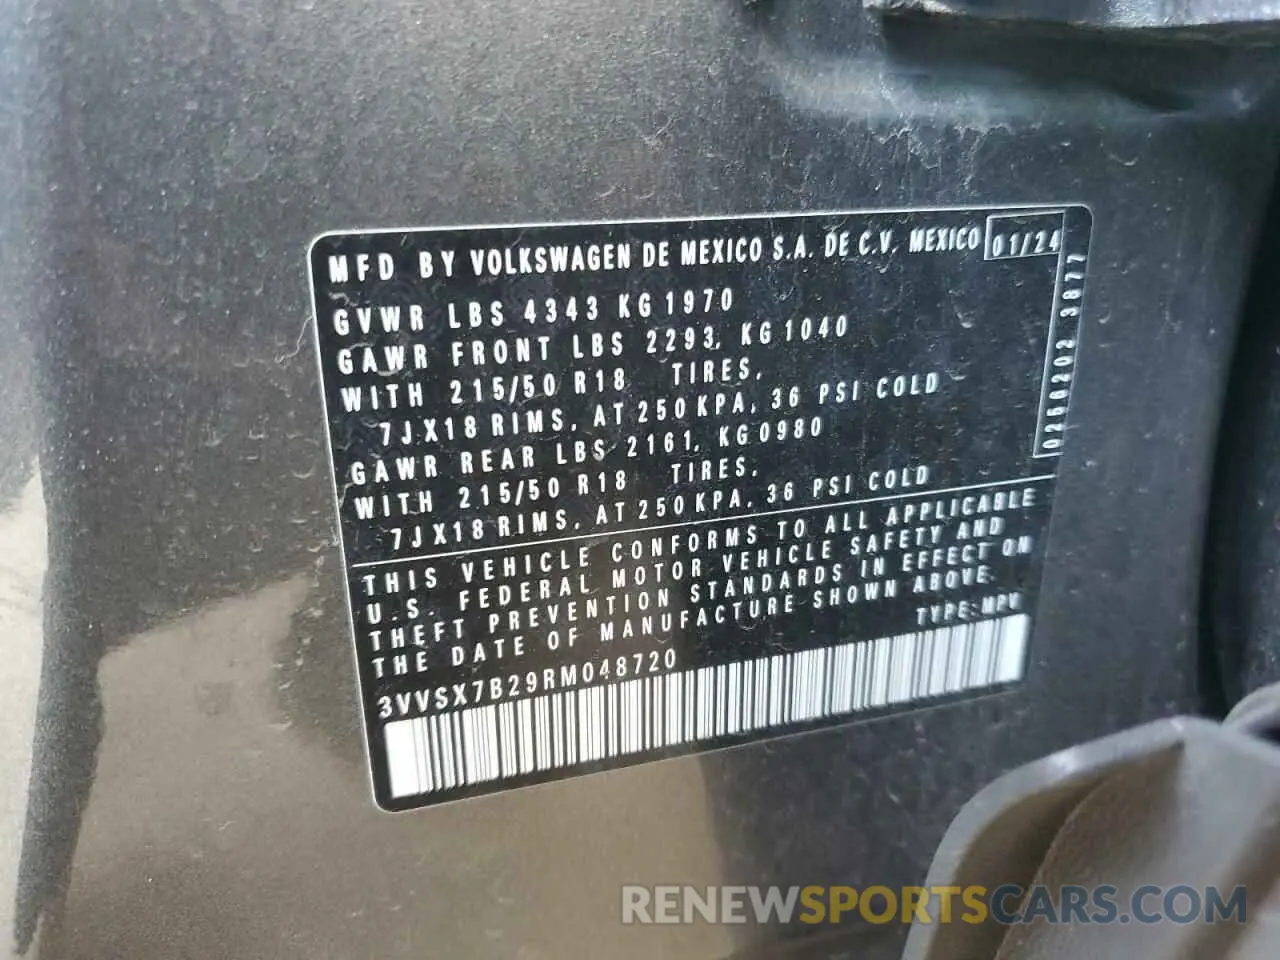 MFD BY VOLKSWAGEN DE MEXICO S.A. DE C.V. MEXICO 01/24
GVWR LBS 4343 KG 1970
GAWR FRONT LBS 2293, KG 1040
WITH 215/50 R18 TIRES,
7JX18 RIMS, AT 250 KPA, 36 PSI COLD
GAWR REAR LBS 2161, KG 0980
WITH 215/50 R18 TIRES,
7JX18 RIMS, AT 250 KPA, 36 PSI COLD
THIS VEHICLE CONFORMS TO ALL APPLICABLE
U.S. FEDERAL MOTOR VEHICLE SAFETY AND
THEFT PREVENTION STANDARDS IN EFFECT ON
THE DATE OF MANUFACTURE SHOWN ABOVE.
TYPE: MPV
3VVSX7B29RM048720
3877
RENEWSPORTSCARS.COM